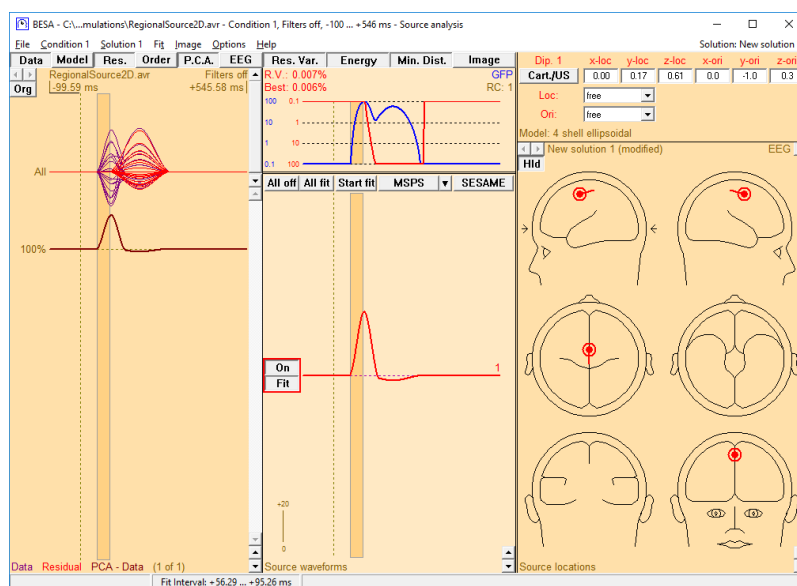 BESA - C:\...mulations\RegionalSource2D.avr - Condition 1, Filters off, -100 ... +546 ms - Source analysis
File Condition 1 Solution 1 Fit Image Options Help
Solution: New solution
Data Model Res. Order P.C.A. EEG
RegionalSource2D.avr Filters off
Org -99.59 ms +545.58 ms
All
100%
Data Residual PCA - Data (1 of 1)
Res. Var. Energy Min. Dist. Image
R.V.: 0.007% GFP
Best: 0.006% RC: 1
100 0.1
10 1
1 10
0.1 100
All off All fit Start fit MSPS SESAME
On 1
Fit
+20
0
Source waveforms
Dip. 1 x-loc y-loc z-loc x-ori y-ori z-ori
Cart./US 0.00 0.17 0.61 0.0 -1.0 0.3
Loc: free
Ori: free
Model: 4 shell ellipsoidal
New solution 1 (modified) EEG
Hld
Source locations
Fit Interval: +56.29 ... +95.26 ms